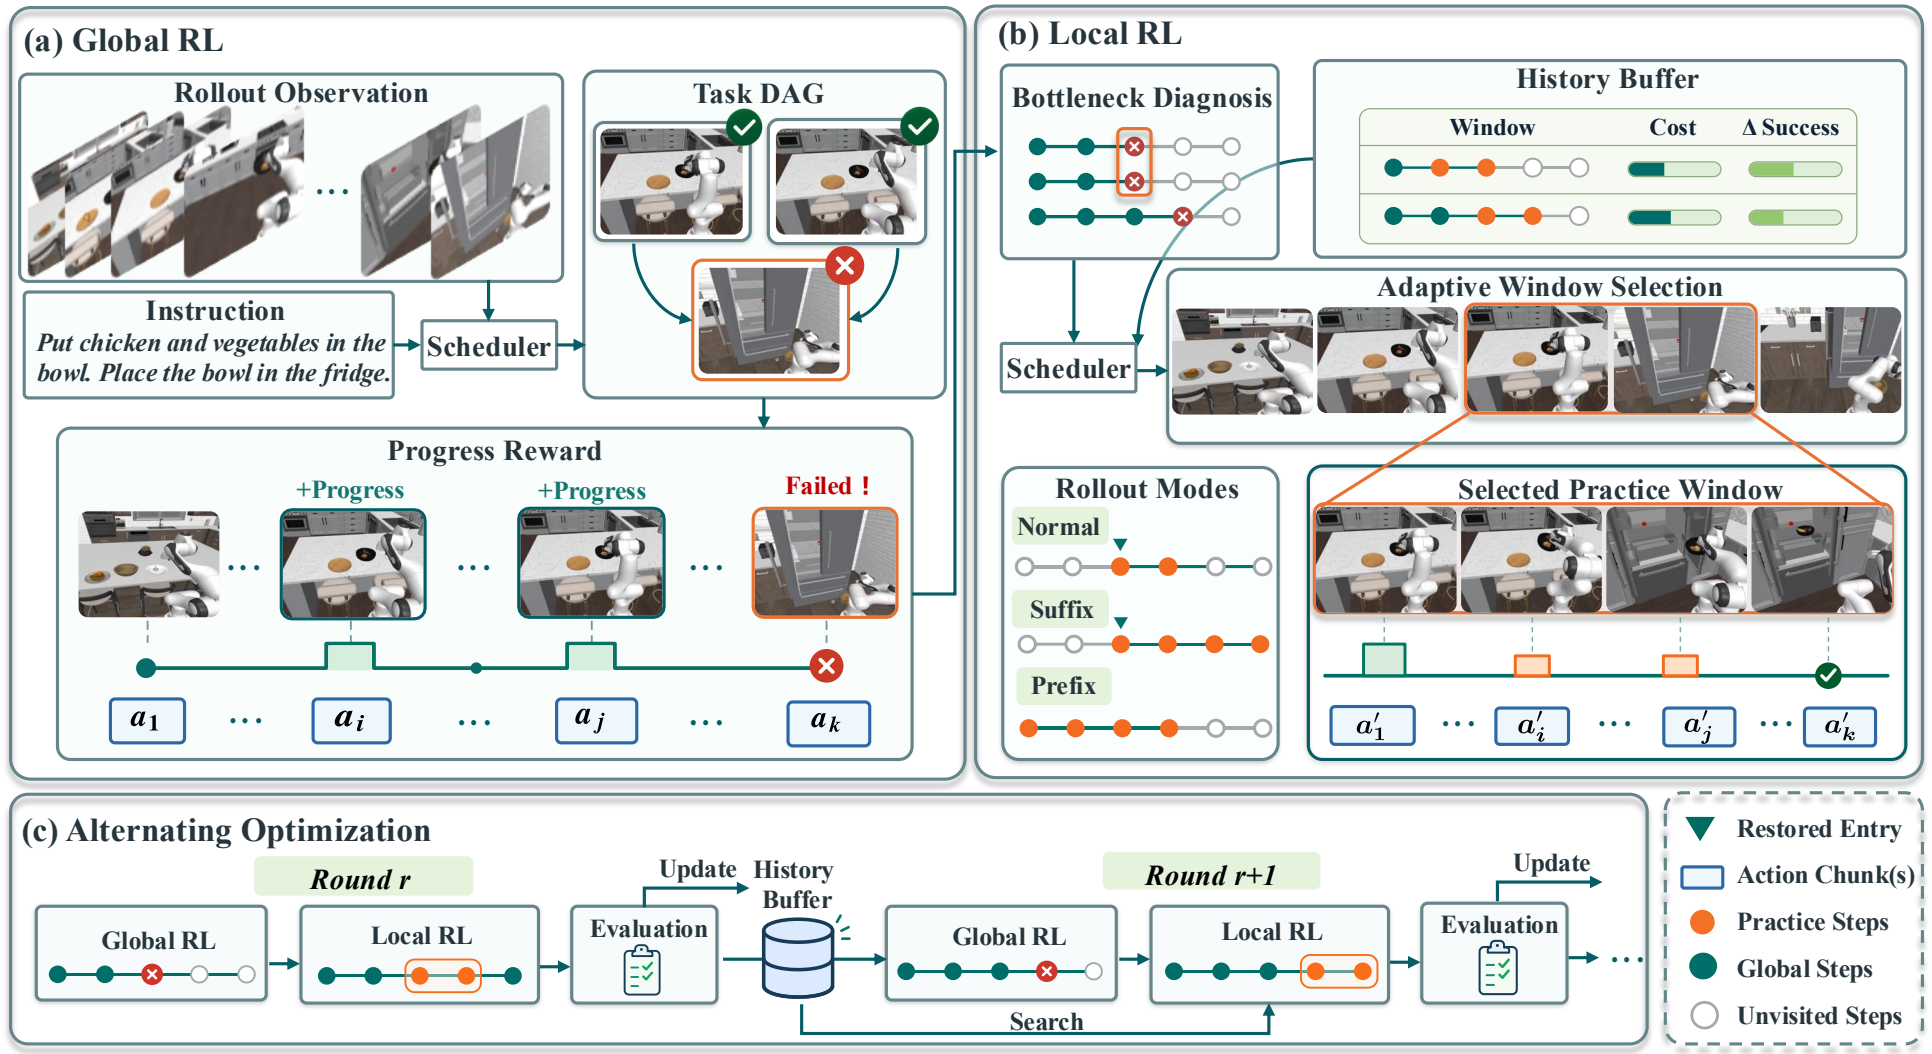 (a) Global RL
Rollout Observation
Instruction
Put chicken and vegetables in the
bowl. Place the bowl in the fridge.
Scheduler
Task DAG
Progress Reward
+Progress
+Progress
Failed !
a1
ai
aj
ak
(b) Local RL
Bottleneck Diagnosis
History Buffer
Window Cost Δ Success
Scheduler
Adaptive Window Selection
Rollout Modes
Normal
Suffix
Prefix
Selected Practice Window
a′1
a′i
a′j
a′k
(c) Alternating Optimization
Round r
Global RL
Local RL
Evaluation
Update
History
Buffer
Search
Round r+1
Global RL
Local RL
Evaluation
Update
Restored Entry
Action Chunk(s)
Practice Steps
Global Steps
Unvisited Steps